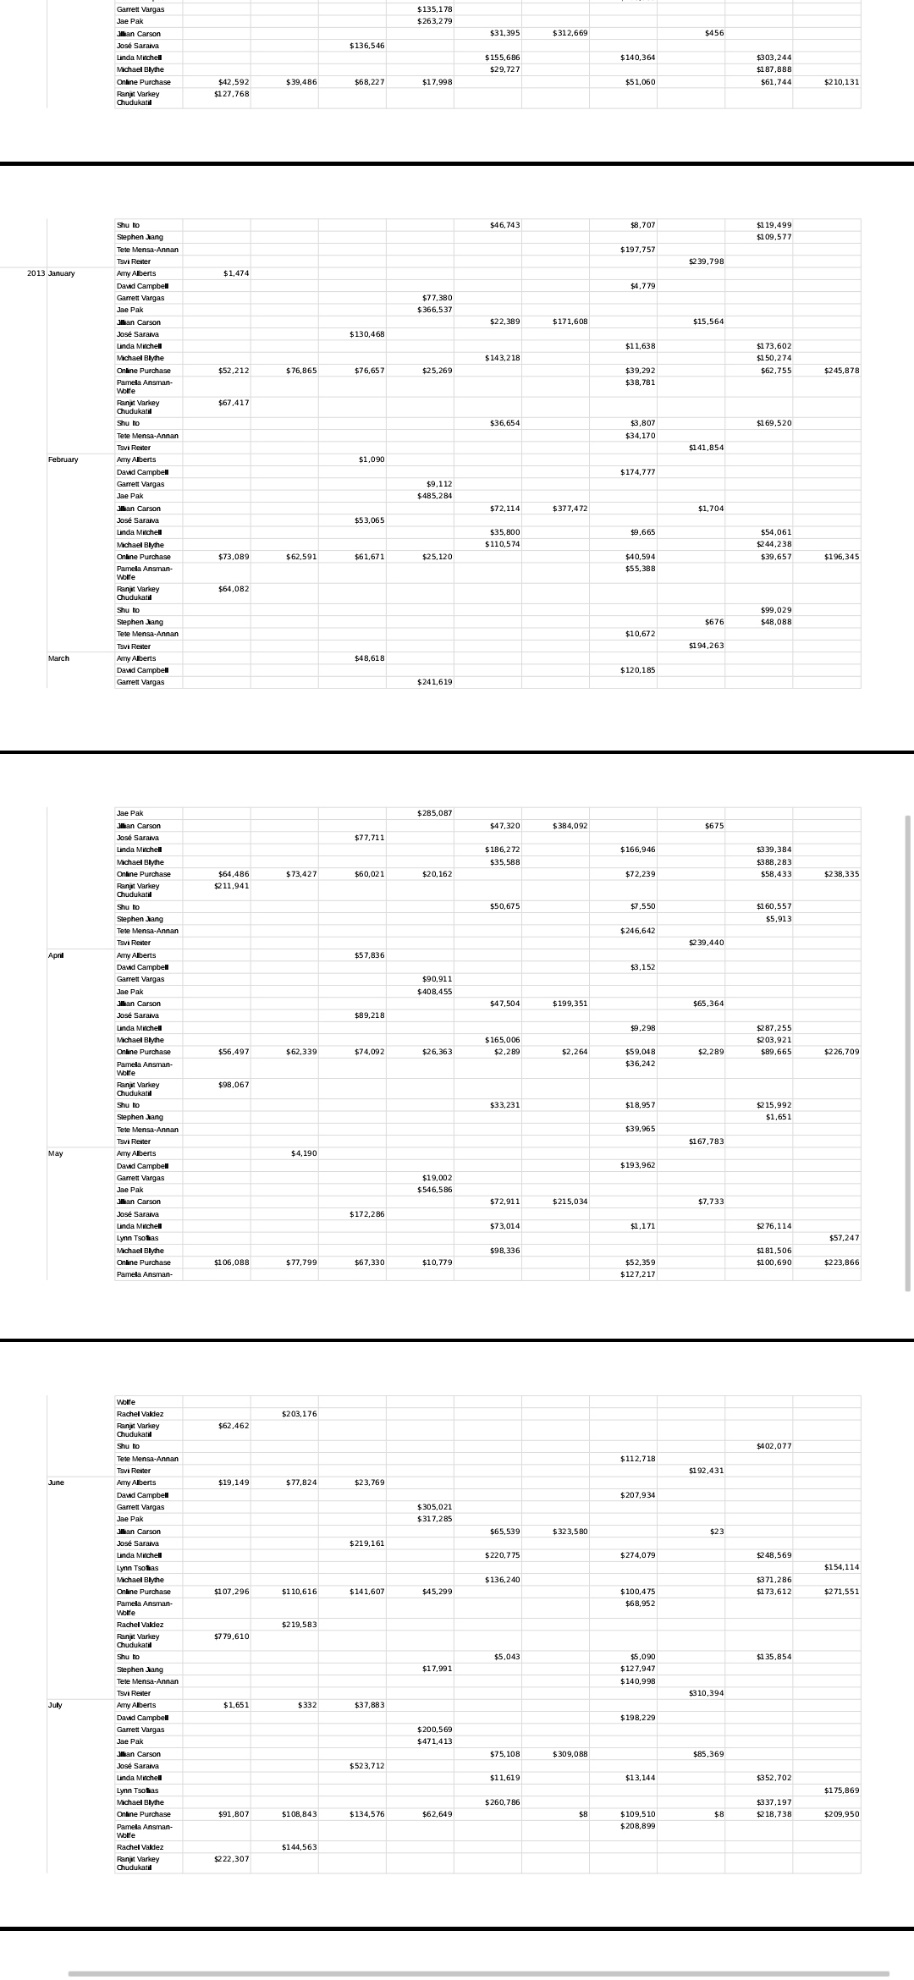 Garrett Vargas $135,178
Jae Pak $263,279
Jillian Carson $31,395 $312,669 $456
José Saraiva $136,546
Linda Mitchell $155,686 $140,364 $303,244
Michael Blythe $29,727 $187,888
Online Purchase $42,592 $39,486 $68,227 $17,998 $51,060 $61,744 $210,131
Ranjit Varkey $127,768
Chudukatil
Shu Ito $46,743 $8,707 $119,499
Stephen Jiang $109,577
Tete Mensa-Annan $197,757
Tsvi Reiter $239,798
2013 January Amy Alberts $1,474
David Campbell $4,779
Garrett Vargas $77,380
Jae Pak $366,537
Jillian Carson $22,389 $171,608 $15,564
José Saraiva $130,468
Linda Mitchell $11,638 $173,602
Michael Blythe $143,218 $150,274
Online Purchase $52,212 $76,865 $76,657 $25,269 $39,292 $62,755 $245,878
Pamela Ansman- $38,781
Wolfe
Ranjit Varkey $67,417
Chudukatil
Shu Ito $36,654 $3,807 $169,520
Tete Mensa-Annan $34,170
Tsvi Reiter $141,854
February Amy Alberts $1,090
David Campbell $174,777
Garrett Vargas $9,112
Jae Pak $485,284
Jillian Carson $72,114 $377,472 $1,704
José Saraiva $53,065
Linda Mitchell $35,800 $9,665 $54,061
Michael Blythe $110,574 $244,238
Online Purchase $73,089 $62,591 $61,671 $25,120 $40,594 $39,657 $196,345
Pamela Ansman- $55,388
Wolfe
Ranjit Varkey $64,082
Chudukatil
Shu Ito $99,029
Stephen Jiang $676 $48,088
Tete Mensa-Annan $10,672
Tsvi Reiter $194,263
March Amy Alberts $48,618
David Campbell $120,185
Garrett Vargas $241,619
Jae Pak $285,087
Jillian Carson $47,320 $384,092 $675
José Saraiva $77,711
Linda Mitchell $186,272 $166,946 $339,384
Michael Blythe $35,588 $388,283
Online Purchase $64,486 $73,427 $60,021 $20,162 $72,239 $58,433 $238,335
Ranjit Varkey $211,941
Chudukatil
Shu Ito $50,675 $7,550 $160,557
Stephen Jiang $5,913
Tete Mensa-Annan $246,642
Tsvi Reiter $239,440
April Amy Alberts $57,836
David Campbell $3,152
Garrett Vargas $90,911
Jae Pak $408,455
Jillian Carson $47,504 $199,351 $65,364
José Saraiva $89,218
Linda Mitchell $9,298 $287,255
Michael Blythe $165,006 $203,921
Online Purchase $56,497 $62,339 $74,092 $26,363 $2,289 $2,264 $59,048 $2,289 $89,665 $226,709
Pamela Ansman- $36,242
Wolfe
Ranjit Varkey $98,067
Chudukatil
Shu Ito $33,231 $18,957 $215,992
Stephen Jiang $1,651
Tete Mensa-Annan $39,965
Tsvi Reiter $167,783
May Amy Alberts $4,190
David Campbell $193,962
Garrett Vargas $19,002
Jae Pak $546,586
Jillian Carson $72,911 $215,034 $7,733
José Saraiva $172,286
Linda Mitchell $73,014 $1,171 $276,114
Lynn Tsoflias $57,247
Michael Blythe $98,336 $181,506
Online Purchase $106,088 $77,799 $67,330 $10,779 $52,359 $100,690 $223,866
Pamela Ansman- $127,217
Wolfe
Rachel Valdez $203,176
Ranjit Varkey $62,462
Chudukatil
Shu Ito $402,077
Tete Mensa-Annan $112,718
Tsvi Reiter $192,431
June Amy Alberts $19,149 $77,824 $23,769
David Campbell $207,934
Garrett Vargas $305,021
Jae Pak $317,285
Jillian Carson $65,539 $323,580 $23
José Saraiva $219,161
Linda Mitchell $220,775 $274,079 $248,569
Lynn Tsoflias $154,114
Michael Blythe $136,240 $371,286
Online Purchase $107,296 $110,616 $141,607 $45,299 $100,475 $173,612 $271,551
Pamela Ansman- $68,952
Wolfe
Rachel Valdez $219,583
Ranjit Varkey $779,610
Chudukatil
Shu Ito $5,043 $5,090 $135,854
Stephen Jiang $17,991 $127,947
Tete Mensa-Annan $140,998
Tsvi Reiter $310,394
July Amy Alberts $1,651 $332 $37,883
David Campbell $198,229
Garrett Vargas $200,569
Jae Pak $471,413
Jillian Carson $75,108 $309,088 $85,369
José Saraiva $523,712
Linda Mitchell $11,619 $13,144 $352,702
Lynn Tsoflias $175,869
Michael Blythe $260,786 $337,197
Online Purchase $91,807 $108,843 $134,576 $62,649 $8 $109,510 $8 $218,738 $209,950
Pamela Ansman- $208,899
Wolfe
Rachel Valdez $144,563
Ranjit Varkey $222,307
Chudukatil